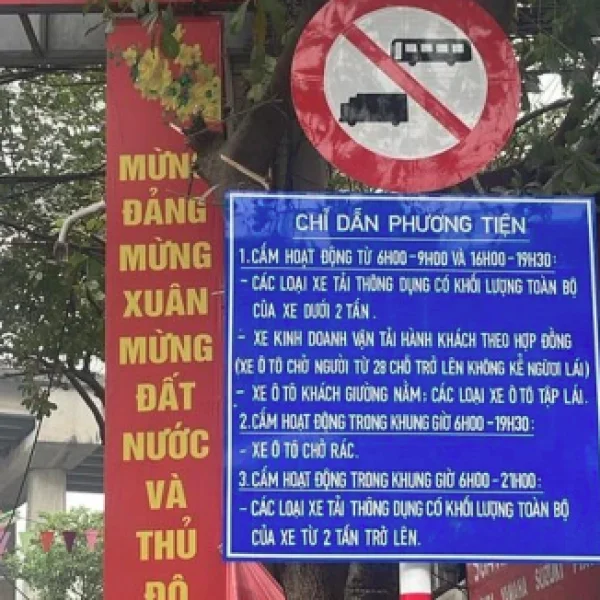 MỪNG
ĐẢNG
MỪNG
XUÂN
MỪNG
ĐẤT
NƯỚC
VÀ
THỦ
ĐÔ
CHỈ DẪN PHƯƠNG TIỆN
1.CẤM HOẠT ĐỘNG TỪ 6H00-9H00 VÀ 16H00-19H30:
- CÁC LOẠI XE TẢI THÔNG DỤNG CÓ KHỐI LƯỢNG TOÀN BỘ
CỦA XE DƯỚI 2 TẤN.
- XE KINH DOANH VẬN TẢI HÀNH KHÁCH THEO HỢP ĐỒNG
(XE Ô TÔ CHỞ NGƯỜI TỪ 28 CHỖ TRỞ LÊN KHÔNG KỂ NGƯỜI LÁI)
- XE Ô TÔ KHÁCH GIƯỜNG NẰM; CÁC LOẠI XE Ô TÔ TẬP LÁI.
2.CẤM HOẠT ĐỘNG TRONG KHUNG GIỜ 6H00-19H30:
- XE Ô TÔ CHỞ RÁC.
3.CẤM HOẠT ĐỘNG TRONG KHUNG GIỜ 6H00-21H00:
- CÁC LOẠI XE TẢI THÔNG DỤNG CÓ KHỐI LƯỢNG TOÀN BỘ
CỦA XE TỪ 2 TẤN TRỞ LÊN.
YAMAHA SUZUKI